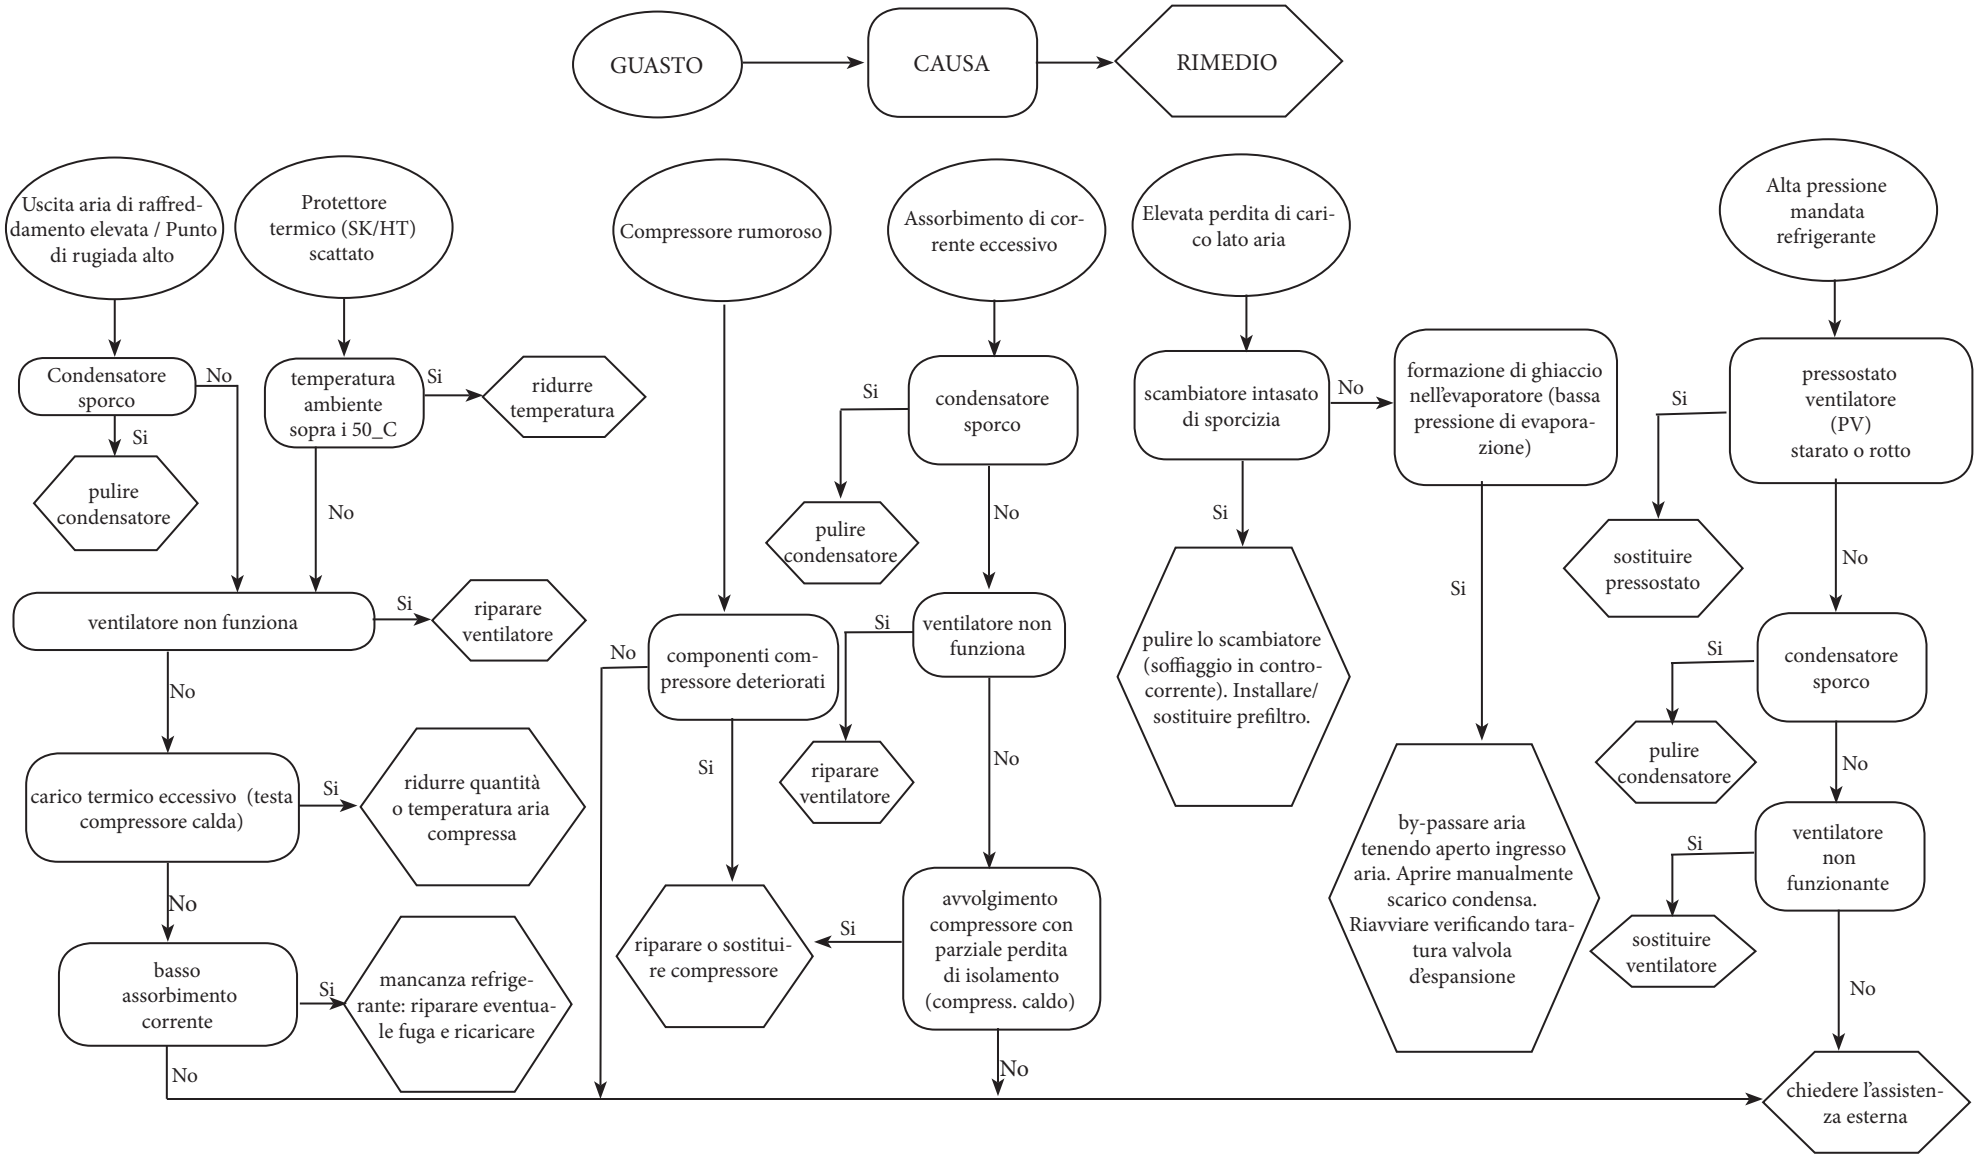 GUASTO
CAUSA
RIMEDIO
Uscita aria di raffred-
damento elevata / Punto
di rugiada alto
Protettore
termico (SK/HT)
scattato
Compressore rumoroso
Assorbimento di cor-
rente eccessivo
Elevata perdita di cari-
co lato aria
Alta pressione
mandata
refrigerante
Condensatore
sporco
No
Si
pulire
condensatore
temperatura
ambiente
sopra i 50_C
Si
ridurre
temperatura
No
ventilatore non funziona
Si
riparare
ventilatore
No
carico termico eccessivo (testa
compressore calda)
Si
ridurre quantità
o temperatura aria
compressa
No
basso
assorbimento
corrente
Si
mancanza refrige-
rante: riparare eventua-
le fuga e ricaricare
No
componenti com-
pressore deteriorati
No
Si
riparare o sostitui-
re compressore
condensatore
sporco
Si
pulire
condensatore
No
ventilatore non
funziona
Si
riparare
ventilatore
No
avvolgimento
compressore con
parziale perdita
di isolamento
(compress. caldo)
Si
No
scambiatore intasato
di sporcizia
No
Si
pulire lo scambiatore
(soffiaggio in contro-
corrente). Installare/
sostituire prefiltro.
formazione di ghiaccio
nell'evaporatore (bassa
pressione di evapora-
zione)
Si
by-passare aria
tenendo aperto ingresso
aria. Aprire manualmente
scarico condensa.
Riavviare verificando tara-
tura valvola
d'espansione
pressostato
ventilatore
(PV)
starato o rotto
Si
sostituire
pressostato
No
condensatore
sporco
Si
pulire
condensatore
No
ventilatore
non
funzionante
Si
sostituire
ventilatore
No
chiedere l'assisten-
za esterna